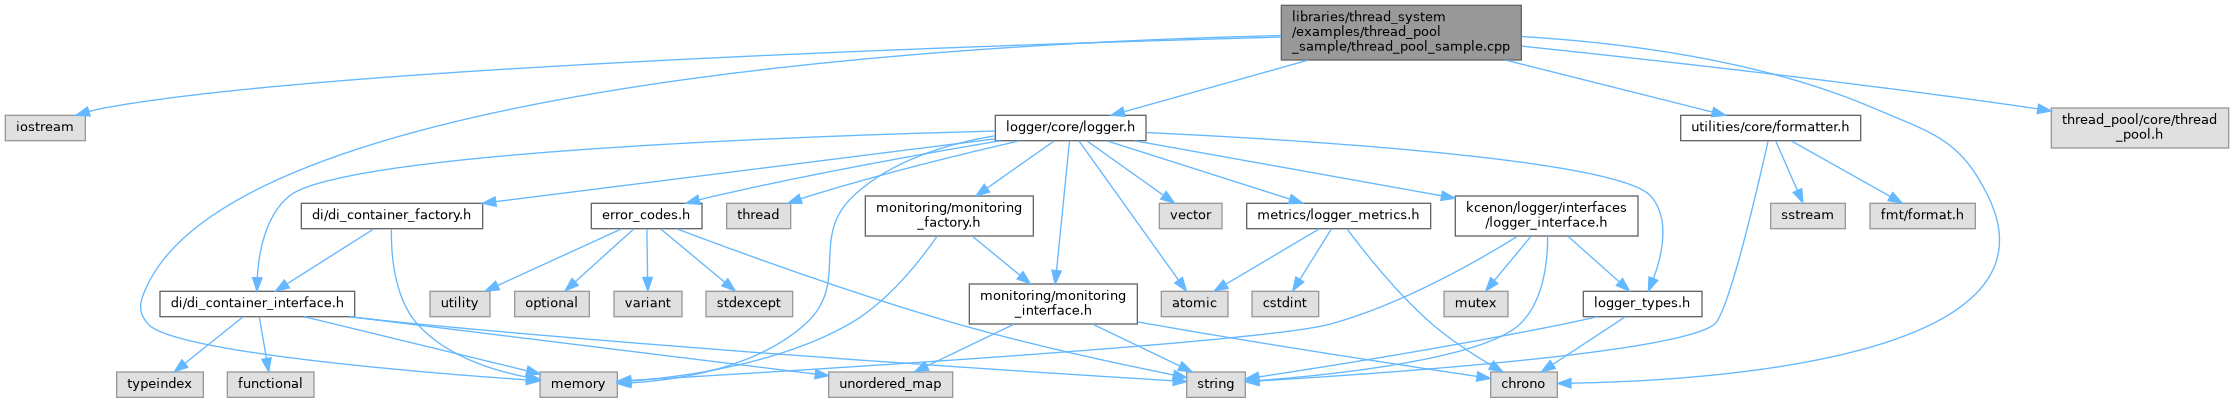 libraries/thread_system
/examples/thread_pool
_sample/thread_pool_sample.cpp
iostream
logger/core/logger.h
utilities/core/formatter.h
thread_pool/core/thread
_pool.h
di/di_container_factory.h
error_codes.h
thread
monitoring/monitoring
_factory.h
vector
metrics/logger_metrics.h
kcenon/logger/interfaces
/logger_interface.h
sstream
fmt/format.h
di/di_container_interface.h
utility
optional
variant
stdexcept
monitoring/monitoring
_interface.h
atomic
cstdint
mutex
logger_types.h
typeindex
functional
memory
unordered_map
string
chrono